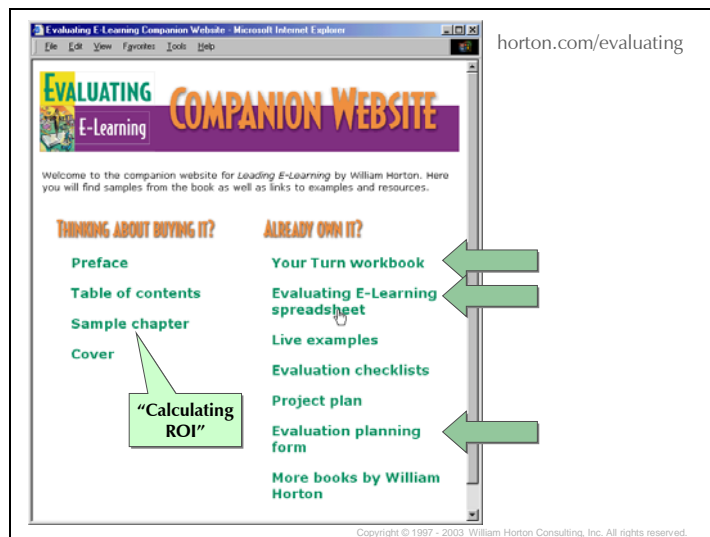 Evaluating E-Learning Companion Website - Microsoft Internet Explorer
File Edit View Favorites Tools Help
horton.com/evaluating
EVALUATING
E-Learning
COMPANION WEBSITE
Welcome to the companion website for Leading E-Learning by William Horton. Here
you will find samples from the book as well as links to examples and resources.
THINKING ABOUT BUYING IT?
Preface
Table of contents
Sample chapter
Cover
"Calculating
ROI"
ALREADY OWN IT?
Your Turn workbook
Evaluating E-Learning
spreadsheet
Live examples
Evaluation checklists
Project plan
Evaluation planning
form
More books by William
Horton
Copyright © 1997 - 2003 William Horton Consulting, Inc. All rights reserved.